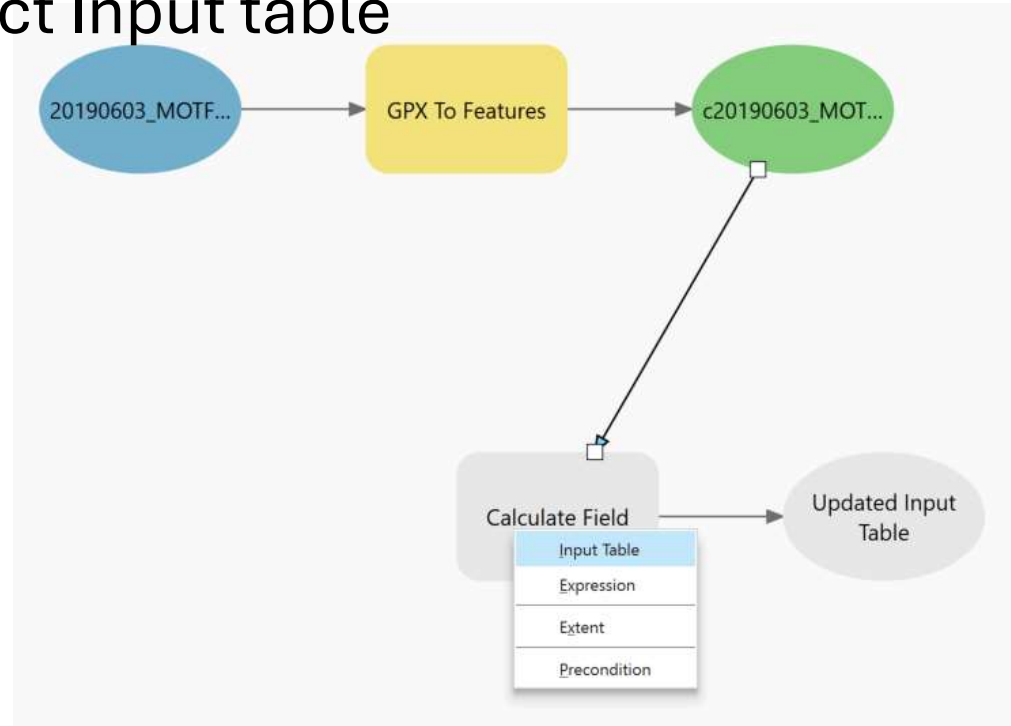 ct Input table
20190603_MOTF...
GPX To Features
c20190603_MOT...
Calculate Field
Updated Input
Table
Input Table
Expression
Extent
Precondition